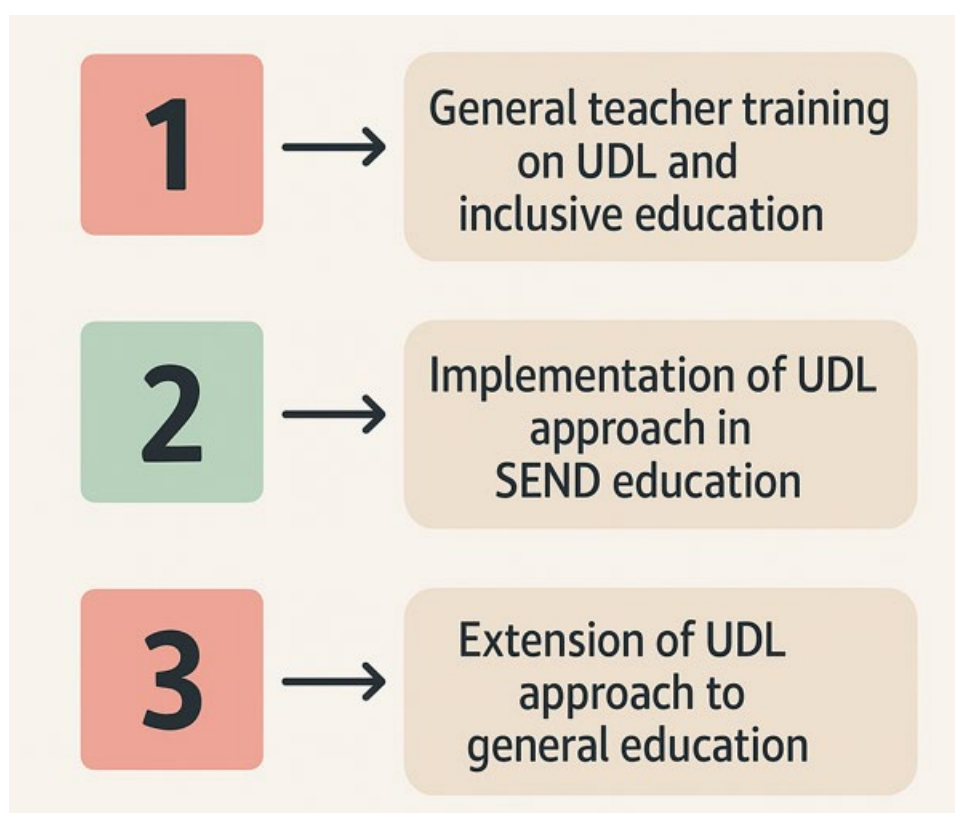 1
General teacher training
on UDL and
inclusive education
2
Implementation of UDL
approach in
SEND education
3
Extension of UDL
approach to
general education